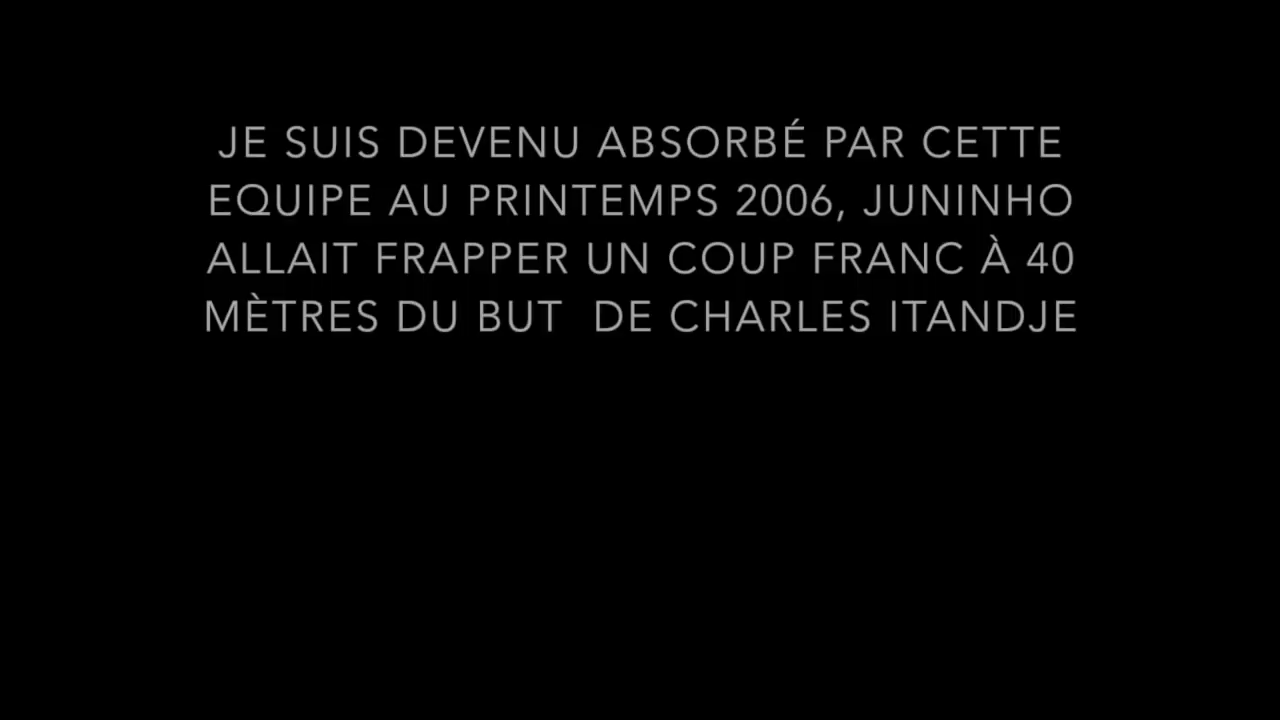 JE SUIS DEVENU ABSORBÉ PAR CETTE
EQUIPE AU PRINTEMPS 2006, JUNINHO
ALLAIT FRAPPER UN COUP FRANC À 40
MÈTRES DU BUT  DE CHARLES ITANDJE